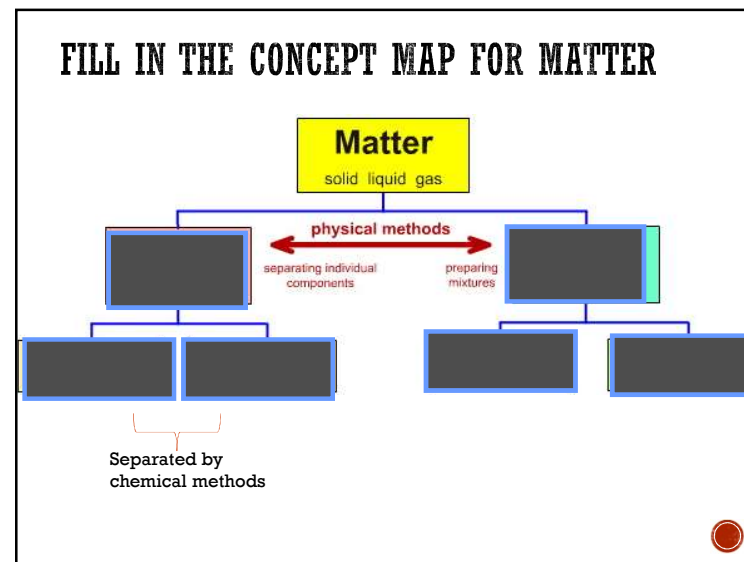 FILL IN THE CONCEPT MAP FOR MATTER
Matter
solid liquid gas
physical methods
separating individual
components
preparing
mixtures
Separated by
chemical methods